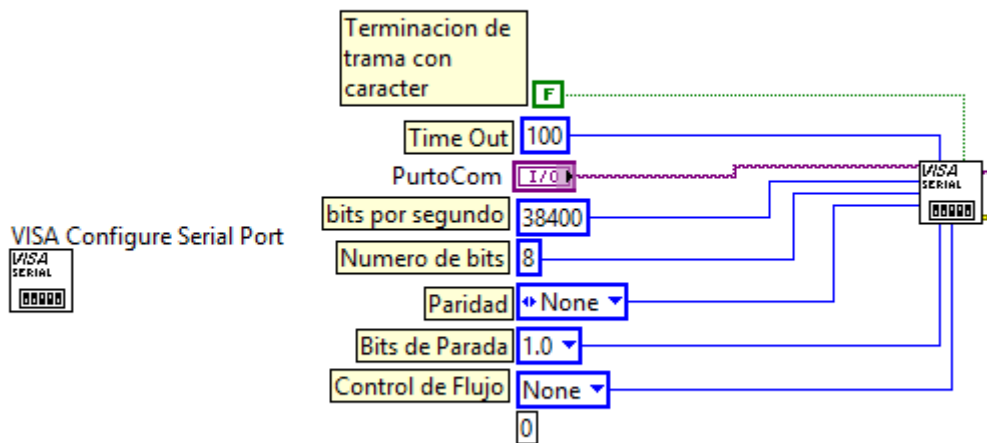 Terminacion de
trama con
caracter
F
Time Out
100
PurtoCom
I/O
bits por segundo
38400
VISA
SERIAL
VISA Configure Serial Port
VISA
SERIAL
Numero de bits
8
Paridad
None
Bits de Parada
1.0
Control de Flujo
None
0